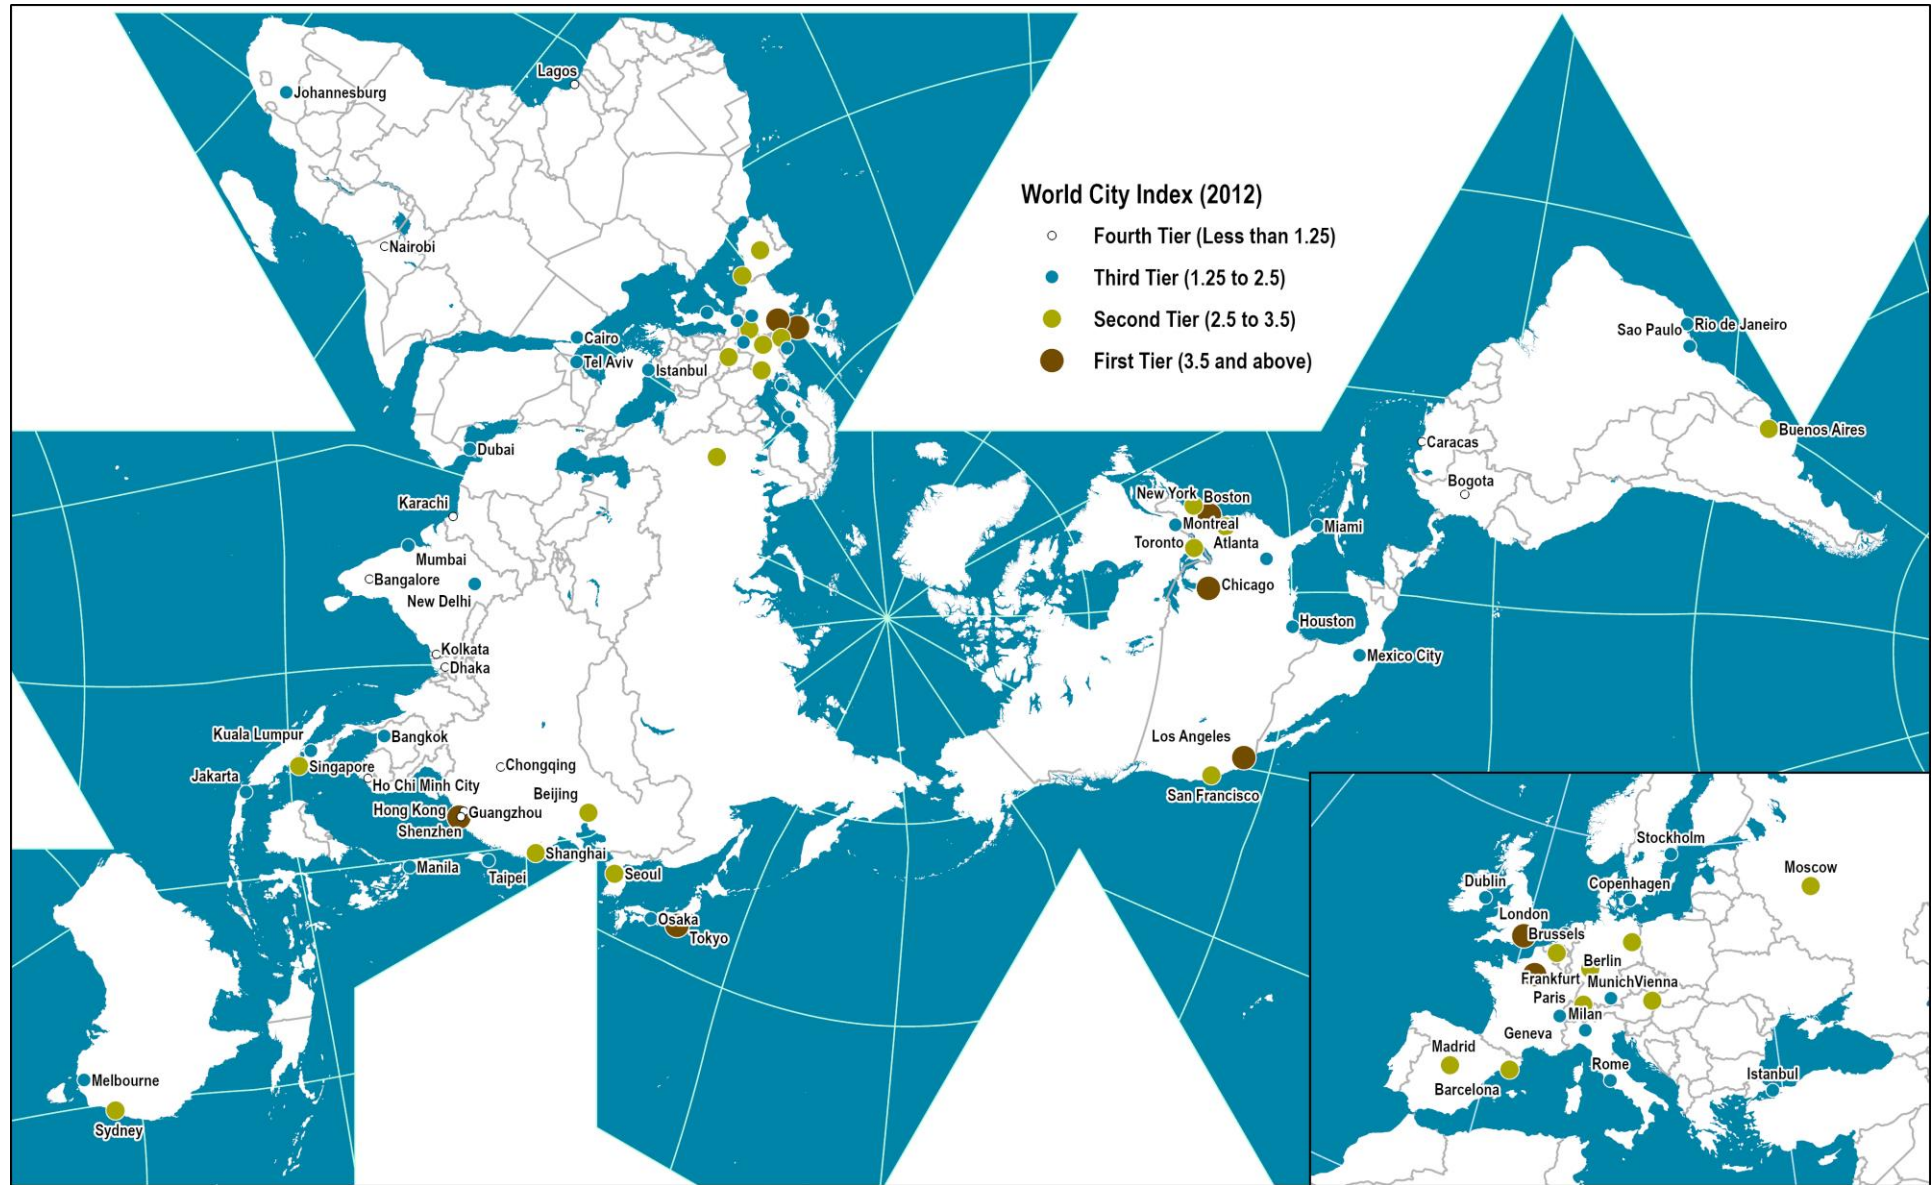 Lagos
Johannesburg
World City Index (2012)
Fourth Tier (Less than 1.25)
Third Tier (1.25 to 2.5)
Second Tier (2.5 to 3.5)
First Tier (3.5 and above)
Nairobi
Cairo
Tel Aviv
Istanbul
Dubai
Sao Paulo
Rio de Janeiro
Buenos Aires
Caracas
Bogota
Karachi
Mumbai
Bangalore
New Delhi
Kolkata
Dhaka
New York
Boston
Montreal
Toronto
Atlanta
Miami
Chicago
Houston
Mexico City
Los Angeles
San Francisco
Kuala Lumpur
Bangkok
Singapore
Jakarta
Chongqing
Ho Chi Minh City
Beijing
Hong Kong
Guangzhou
Shenzhen
Shanghai
Manila
Taipei
Seoul
Osaka
Tokyo
Melbourne
Sydney
Stockholm
Moscow
Dublin
Copenhagen
London
Brussels
Berlin
Frankfurt
Munich
Vienna
Paris
Milan
Geneva
Madrid
Rome
Barcelona
Istanbul